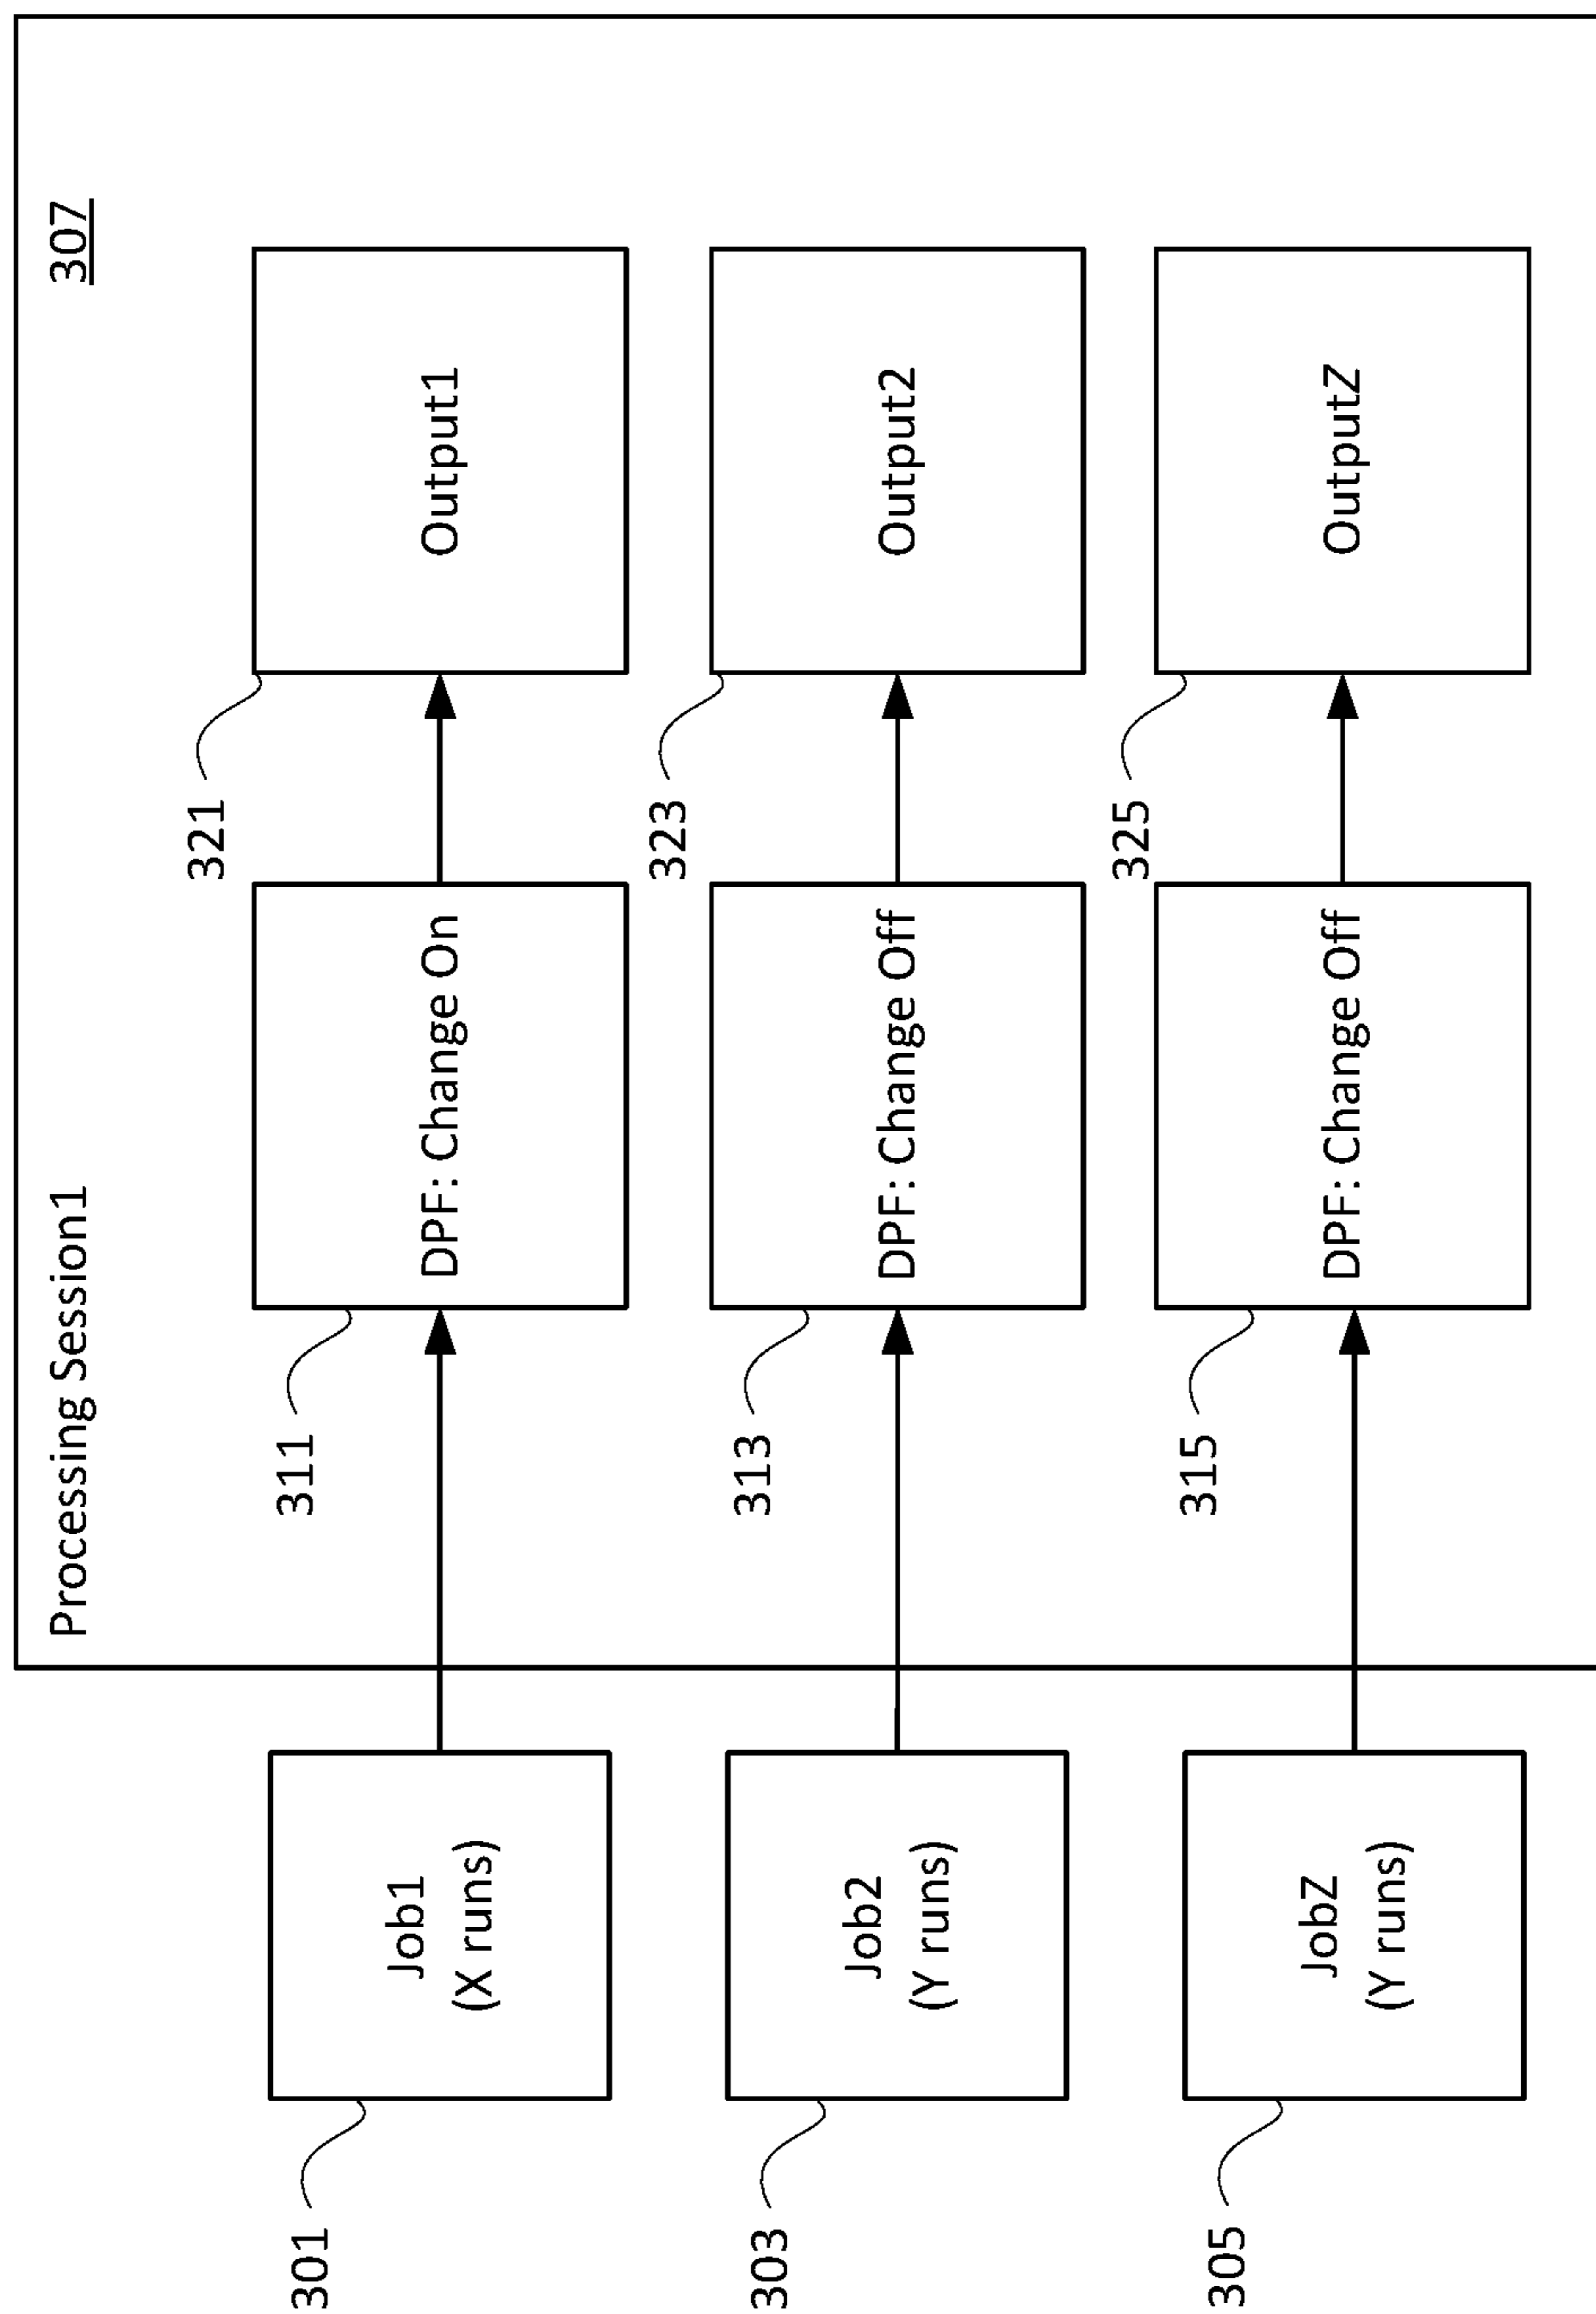 Processing Session1
307
301
Job1
(X runs)
311
DPF: Change On
321
Output1
303
Job2
(Y runs)
313
DPF: Change Off
323
Output2
305
JobZ
(Y runs)
315
DPF: Change Off
325
OutputZ